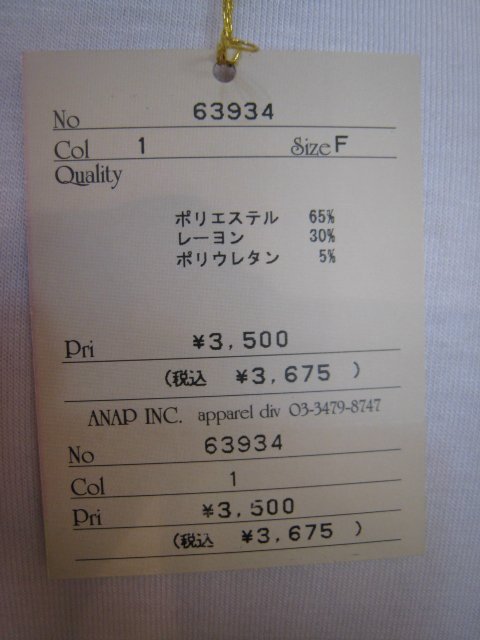 No 63934
Col 1 Size F
Quality
ポリエステル 65%
レーヨン 30%
ポリウレタン 5%
Pri ¥3,500
(税込 ¥3,675 )
ANAP INC. apparel div 03-3479-8747
No 63934
Col 1
Pri ¥3,500
(税込 ¥3,675 )